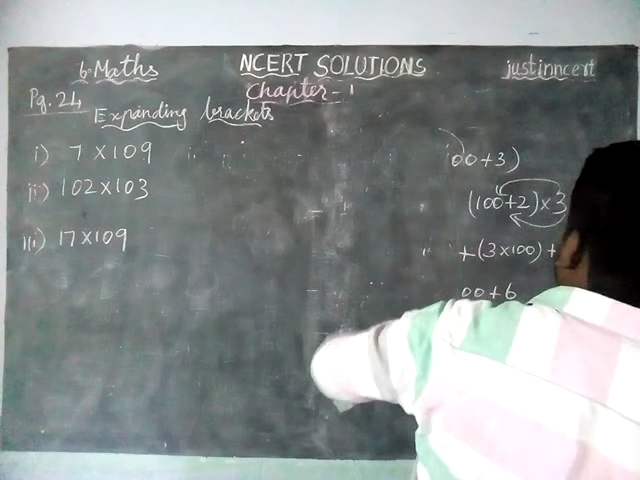 6. Maths NCERT SOLUTIONS justinncert
Chapter - 1
Pg. 24
Expanding brackets
i) 7 × 109
ii) 102 × 103
iii) 17 × 109
00 + 3)
(100 + 2) × 3
+ (3 × 100) +
00 + 6